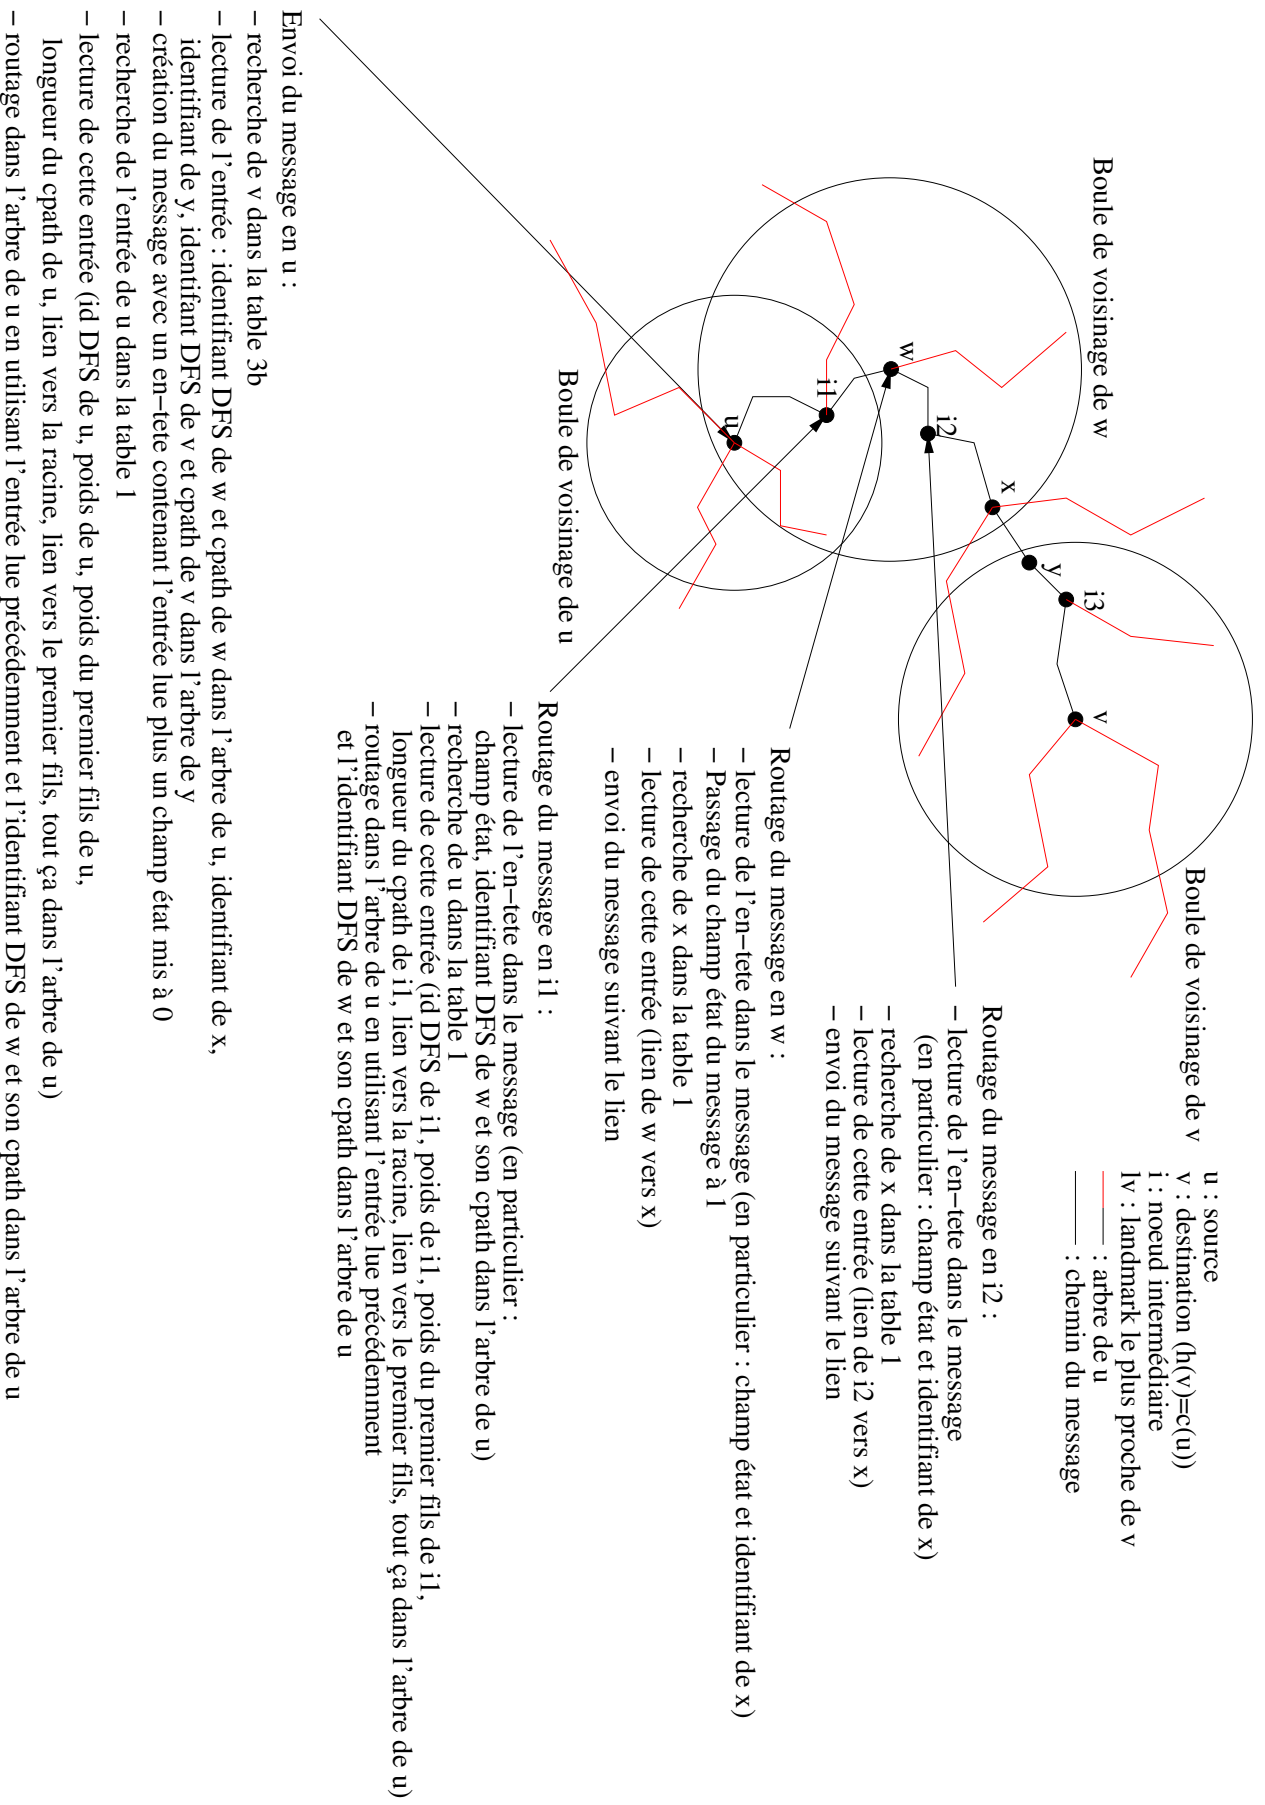 u : source
v : destination (h(v)=c(u))
i : noeud intermédiaire
lv : landmark le plus proche de v
: arbre de u
: chemin du message
Boule de voisinage de v
Boule de voisinage de w
v
i3
y
x
i2
w
i1
u
Boule de voisinage de u
Routage du message en i2 :
− lecture de l'en−tete dans le message
(en particulier : champ état et identifiant de x)
− recherche de x dans la table 1
− lecture de cette entrée (lien de i2 vers x)
− envoi du message suivant le lien
Routage du message en w :
− lecture de l'en−tete dans le message (en particulier : champ état et identifiant de x)
− Passage du champ état du message à 1
− recherche de x dans la table 1
− lecture de cette entrée (lien de w vers x)
− envoi du message suivant le lien
Routage du message en i1 :
− lecture de l'en−tete dans le message (en particulier :
champ état, identifiant DFS de w et son cpath dans l'arbre de u)
− recherche de u dans la table 1
− lecture de cette entrée (id DFS de i1, poids de i1, poids du premier fils de i1,
longueur du cpath de i1, lien vers la racine, lien vers le premier fils, tout ça dans l'arbre de u)
− routage dans l'arbre de u en utilisant l'entrée lue précédemment
et l'identifiant DFS de w et son cpath dans l'arbre de u
Envoi du message en u :
− recherche de v dans la table 3b
− lecture de l'entrée : identifiant DFS de w et cpath de w dans l'arbre de u, identifiant de x,
identifiant de y, identifant DFS de v et cpath de v dans l'arbre de y
− création du message avec un en−tete contenant l'entrée lue plus un champ état mis à 0
− recherche de l'entrée de u dans la table 1
− lecture de cette entrée (id DFS de u, poids de u, poids du premier fils de u,
longueur du cpath de u, lien vers la racine, lien vers le premier fils, tout ça dans l'arbre de u)
− routage dans l'arbre de u en utilisant l'entrée lue précédemment et l'identifiant DFS de w et son cpath dans l'arbre de u